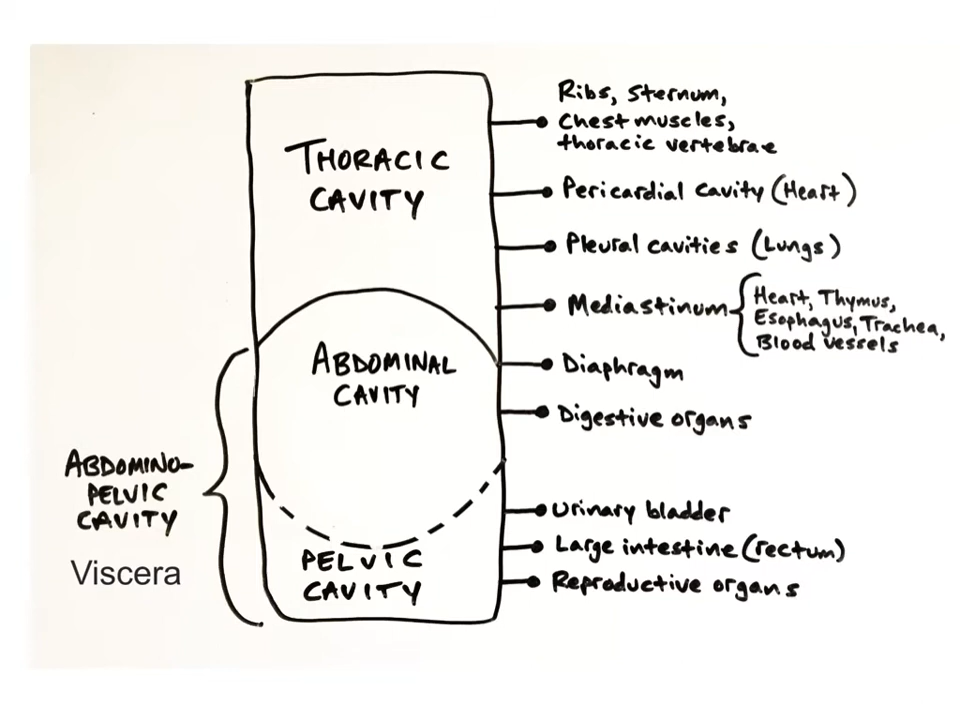 THORACIC
CAVITY
Ribs, Sternum,
Chest muscles,
thoracic vertebrae
Pericardial cavity (Heart)
Pleural cavities (Lungs)
Mediastinum
Heart, Thymus,
Esophagus, Trachea,
Blood vessels
ABDOMINAL
CAVITY
Diaphragm
Digestive organs
ABDOMINO-
PELVIC
CAVITY
Viscera
PELVIC
CAVITY
Urinary bladder
Large intestine (rectum)
Reproductive organs